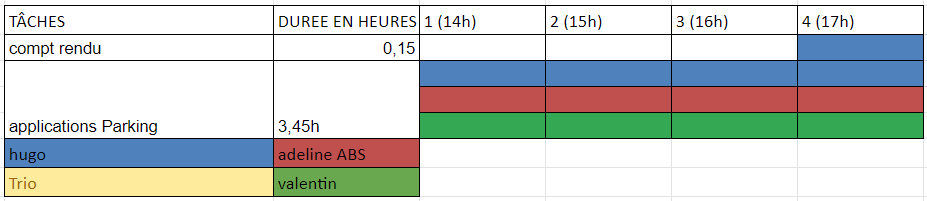 TÂCHES DUREE EN HEURES 1 (14h) 2 (15h) 3 (16h) 4 (17h)
compt rendu 0,15
applications Parking 3,45h
hugo adeline ABS
Trio valentin